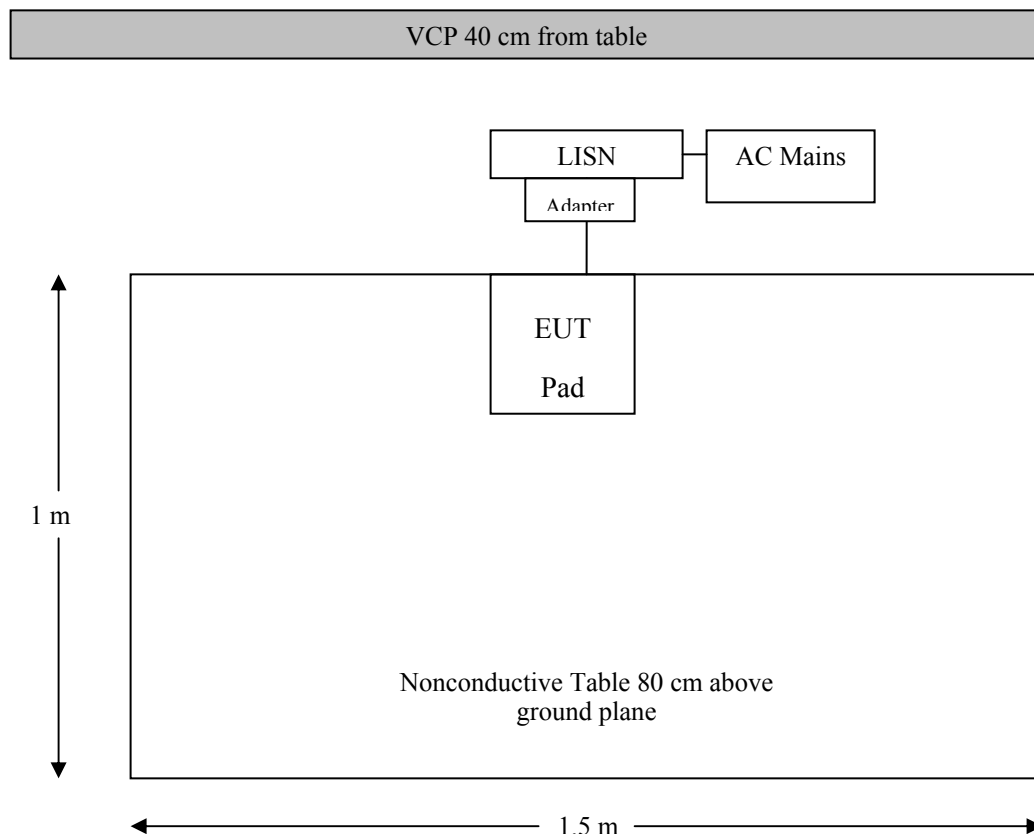 VCP 40 cm from table
LISN
AC Mains
Adapter
EUT
Pad
1 m
Nonconductive Table 80 cm above
ground plane
1.5 m